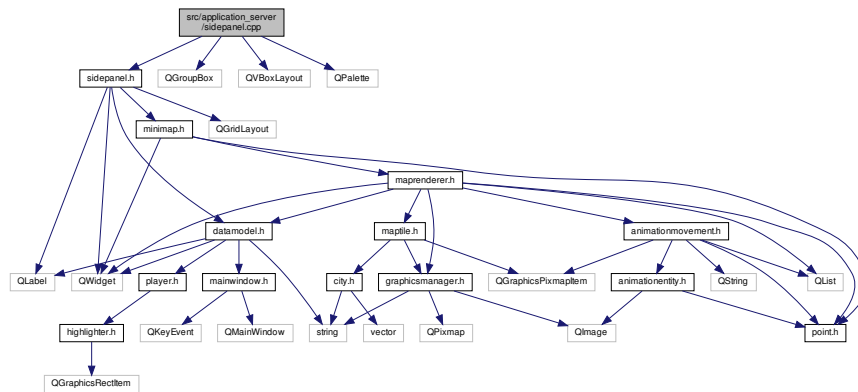 src/application_server
/sidepanel.cpp
sidepanel.h
QGroupBox
QVBoxLayout
QPalette
minimap.h
QGridLayout
maprenderer.h
datamodel.h
maptile.h
animationmovement.h
QLabel
QWidget
player.h
mainwindow.h
city.h
graphicsmanager.h
QGraphicsPixmapItem
animationentity.h
QString
QList
highlighter.h
QKeyEvent
QMainWindow
string
vector
QPixmap
QImage
point.h
QGraphicsRectItem